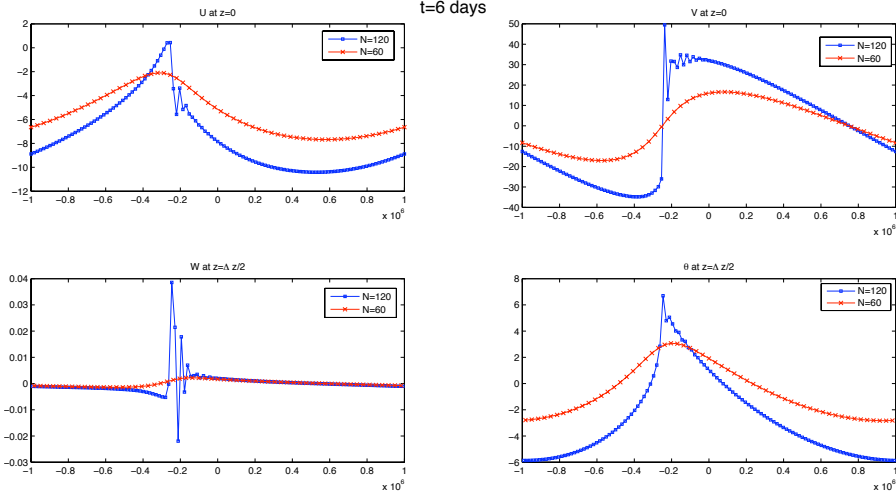 t=6 days
U at z=0
2
0
−2
−4
−6
−8
−10
−12
−1 −0.8 −0.6 −0.4 −0.2 0 0.2 0.4 0.6 0.8 1
x 10^6
N=120
N=60
V at z=0
50
40
30
20
10
0
−10
−20
−30
−40
−1 −0.8 −0.6 −0.4 −0.2 0 0.2 0.4 0.6 0.8 1
x 10^6
N=120
N=60
W at z=Δ z/2
0.04
0.03
0.02
0.01
0
−0.01
−0.02
−0.03
−1 −0.8 −0.6 −0.4 −0.2 0 0.2 0.4 0.6 0.8 1
x 10^6
N=120
N=60
θ at z=Δ z/2
8
6
4
2
0
−2
−4
−6
−1 −0.8 −0.6 −0.4 −0.2 0 0.2 0.4 0.6 0.8 1
x 10^6
N=120
N=60